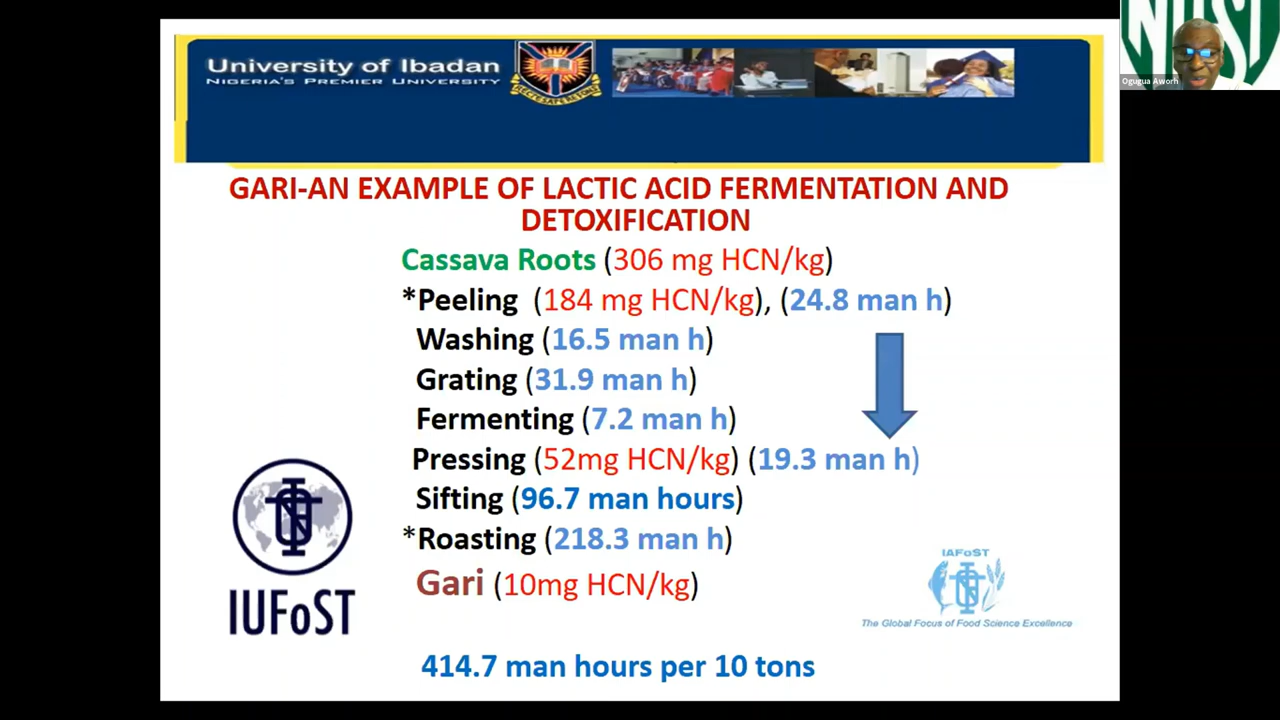 University of Ibadan
NIGERIA'S PREMIER UNIVERSITY
NUST
Ogugua Aworh
GARI-AN EXAMPLE OF LACTIC ACID FERMENTATION AND
DETOXIFICATION
Cassava Roots (306 mg HCN/kg)
*Peeling (184 mg HCN/kg), (24.8 man h)
Washing (16.5 man h)
Grating (31.9 man h)
Fermenting (7.2 man h)
Pressing (52mg HCN/kg) (19.3 man h)
Sifting (96.7 man hours)
*Roasting (218.3 man h)
Gari (10mg HCN/kg)
IUFoST
IAFoST
The Global Focus of Food Science Excellence
414.7 man hours per 10 tons